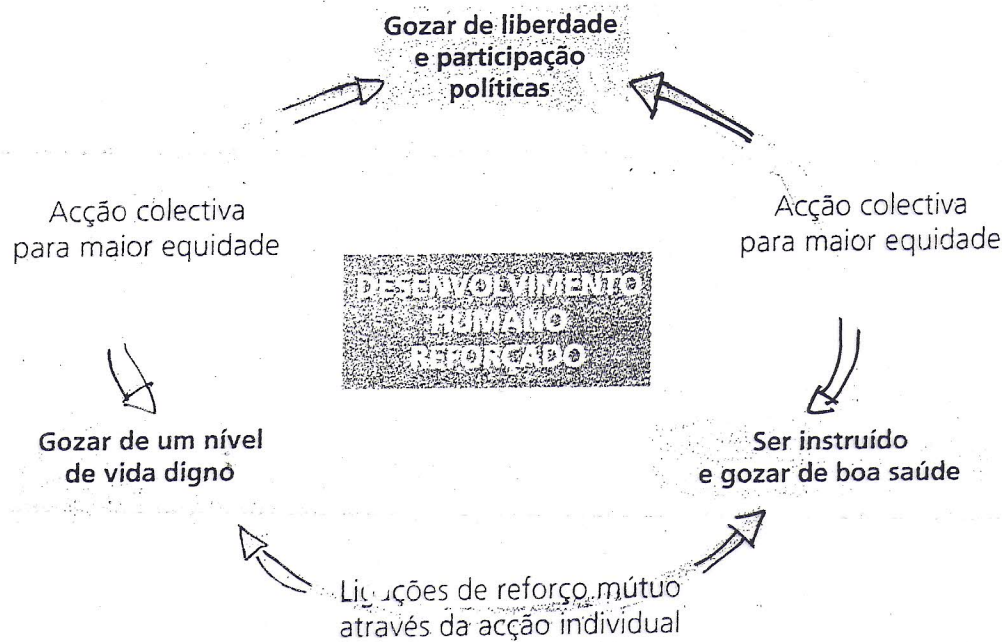 Gozar de liberdade
e participação
políticas
Acção colectiva
para maior equidade
Acção colectiva
para maior equidade
DESENVOLVIMENTO
HUMANO
REFORÇADO
Gozar de um nível
de vida digno
Ser instruído
e gozar de boa saúde
Ligações de reforço mútuo
através da acção individual